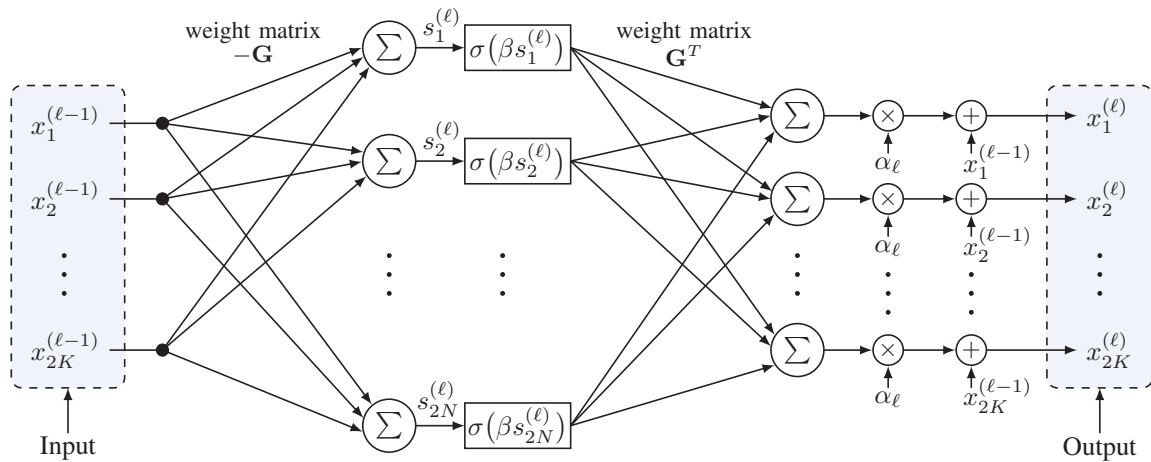 weight matrix
−G
weight matrix
G^T
Σ
s_1^{(ℓ)}
σ(βs_1^{(ℓ)})
Σ
s_2^{(ℓ)}
σ(βs_2^{(ℓ)})
Σ
s_{2N}^{(ℓ)}
σ(βs_{2N}^{(ℓ)})
x_1^{(ℓ−1)}
x_2^{(ℓ−1)}
x_{2K}^{(ℓ−1)}
Input
Σ × +
α_ℓ x_1^{(ℓ−1)}
Σ × +
α_ℓ x_2^{(ℓ−1)}
Σ × +
α_ℓ x_{2K}^{(ℓ−1)}
x_1^{(ℓ)}
x_2^{(ℓ)}
x_{2K}^{(ℓ)}
Output